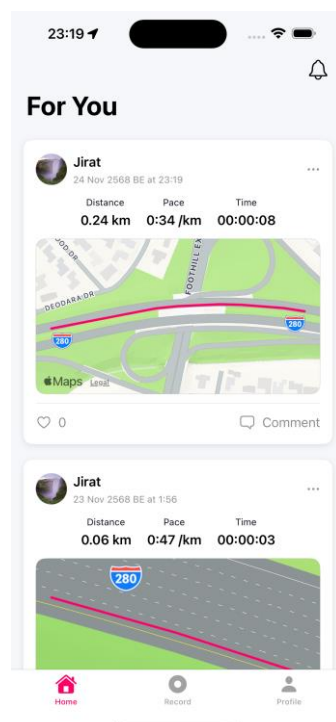 23:19
For You
Jirat
24 Nov 2568 BE at 23:19
Distance Pace Time
0.24 km 0:34 /km 00:00:08
FOOTHILL EX
DEODARA DR
OOD DR
280
280
Maps Legal
0 Comment
Jirat
23 Nov 2568 BE at 1:56
Distance Pace Time
0.06 km 0:47 /km 00:00:03
280
Home Record Profile